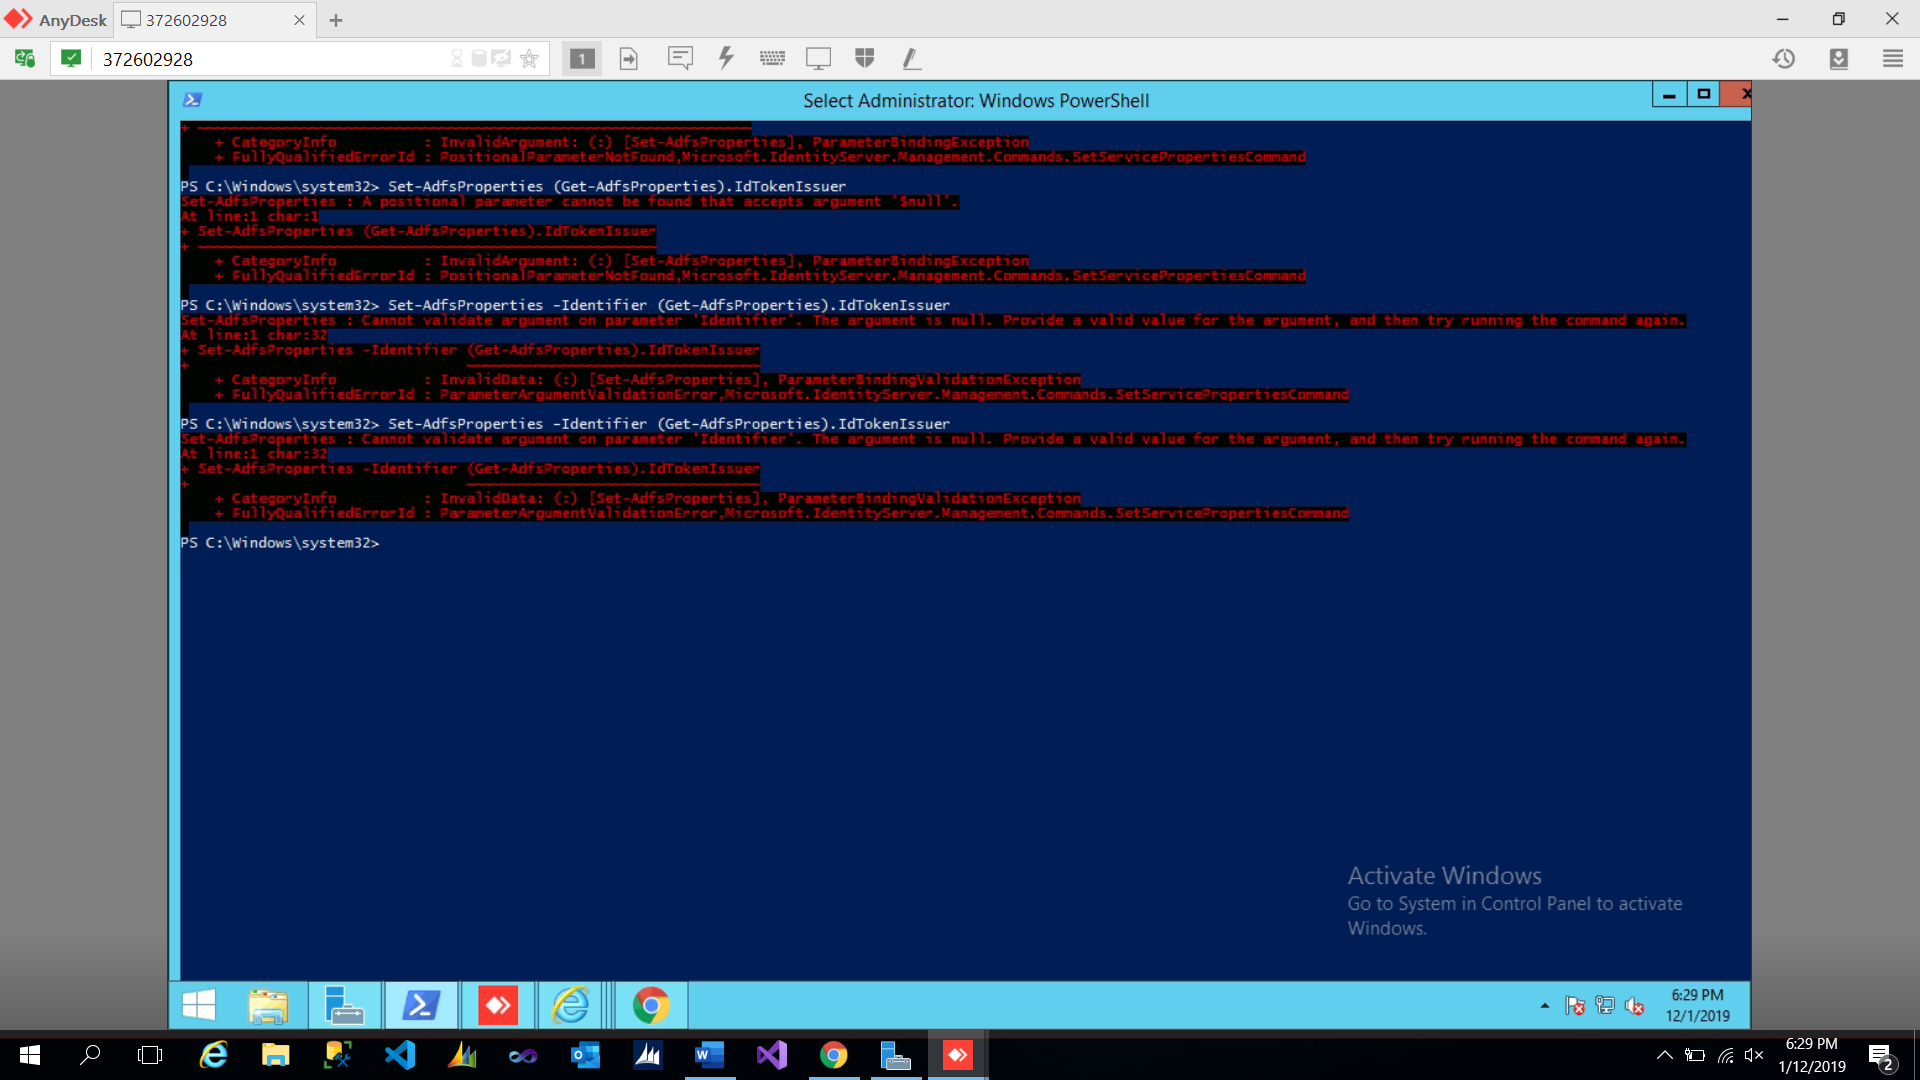 AnyDesk
372602928
372602928
1
Select Administrator: Windows PowerShell
+ ~~~~~~~~~~~~~~~~~~~~~~~~~~~~~~~~~~~~~~~~~~~~~~~~~~~~~~~~~~~~~~~~
+ CategoryInfo : InvalidArgument: (:) [Set-AdfsProperties], ParameterBindingException
+ FullyQualifiedErrorId : PositionalParameterNotFound,Microsoft.IdentityServer.Management.Commands.SetServicePropertiesCommand
PS C:\Windows\system32> Set-AdfsProperties (Get-AdfsProperties).IdTokenIssuer
Set-AdfsProperties : A positional parameter cannot be found that accepts argument '$null'.
At line:1 char:1
+ Set-AdfsProperties (Get-AdfsProperties).IdTokenIssuer
+ ~~~~~~~~~~~~~~~~~~~~~~~~~~~~~~~~~~~~~~~~~~~~~~~~~~~~~
+ CategoryInfo : InvalidArgument: (:) [Set-AdfsProperties], ParameterBindingException
+ FullyQualifiedErrorId : PositionalParameterNotFound,Microsoft.IdentityServer.Management.Commands.SetServicePropertiesCommand
PS C:\Windows\system32> Set-AdfsProperties -Identifier (Get-AdfsProperties).IdTokenIssuer
Set-AdfsProperties : Cannot validate argument on parameter 'Identifier'. The argument is null. Provide a valid value for the argument, and then try running the command again.
At line:1 char:32
+ Set-AdfsProperties -Identifier (Get-AdfsProperties).IdTokenIssuer
+ ~~~~~~~~~~~~~~~~~~~~~~~~~~~~~~~~~~
+ CategoryInfo : InvalidData: (:) [Set-AdfsProperties], ParameterBindingValidationException
+ FullyQualifiedErrorId : ParameterArgumentValidationError,Microsoft.IdentityServer.Management.Commands.SetServicePropertiesCommand
PS C:\Windows\system32> Set-AdfsProperties -Identifier (Get-AdfsProperties).IdTokenIssuer
Set-AdfsProperties : Cannot validate argument on parameter 'Identifier'. The argument is null. Provide a valid value for the argument, and then try running the command again.
At line:1 char:32
+ Set-AdfsProperties -Identifier (Get-AdfsProperties).IdTokenIssuer
+ ~~~~~~~~~~~~~~~~~~~~~~~~~~~~~~~~~~
+ CategoryInfo : InvalidData: (:) [Set-AdfsProperties], ParameterBindingValidationException
+ FullyQualifiedErrorId : ParameterArgumentValidationError,Microsoft.IdentityServer.Management.Commands.SetServicePropertiesCommand
PS C:\Windows\system32>
Activate Windows
Go to System in Control Panel to activate
Windows.
6:29 PM
12/1/2019
6:29 PM
1/12/2019
2